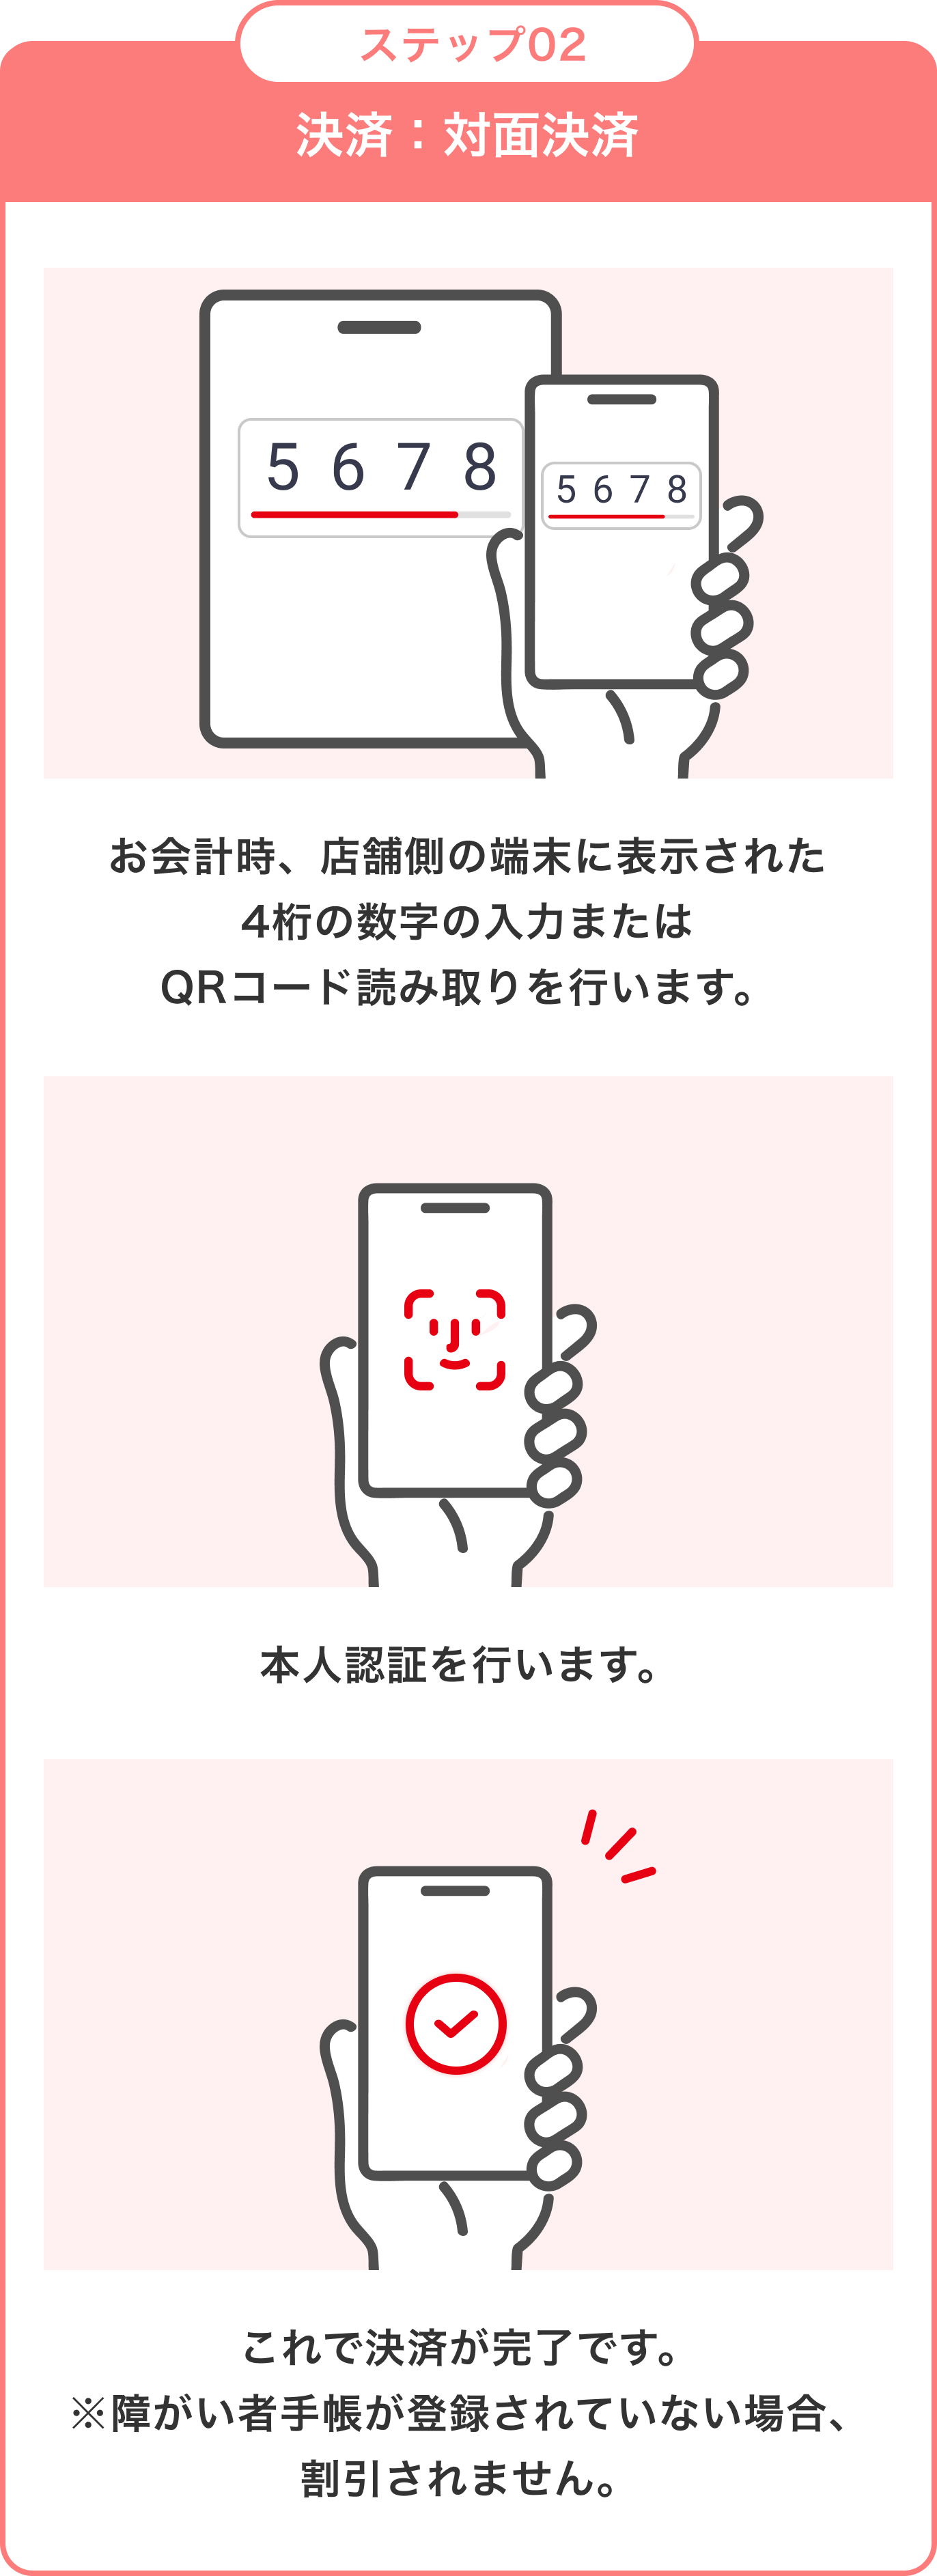 ステップ02
決済：対面決済
5 6 7 8
5 6 7 8
お会計時、店舗側の端末に表示された
4桁の数字の入力または
QRコード読み取りを行います。
本人認証を行います。
これで決済が完了です。
※障がい者手帳が登録されていない場合、
割引されません。